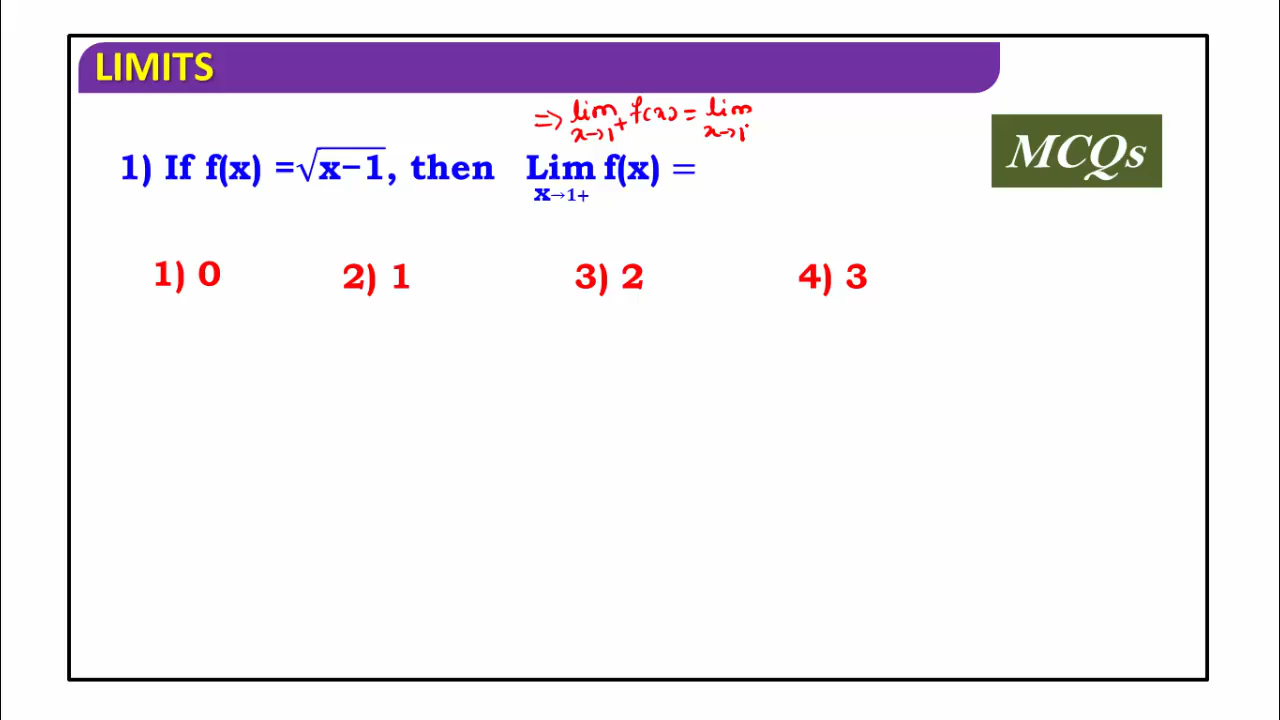 LIMITS
⇒ lim x→1⁺ f(x) = lim x→1
MCQs
1) If f(x) =√x−1, then Lim x→1+ f(x) =
1) 0 2) 1 3) 2 4) 3